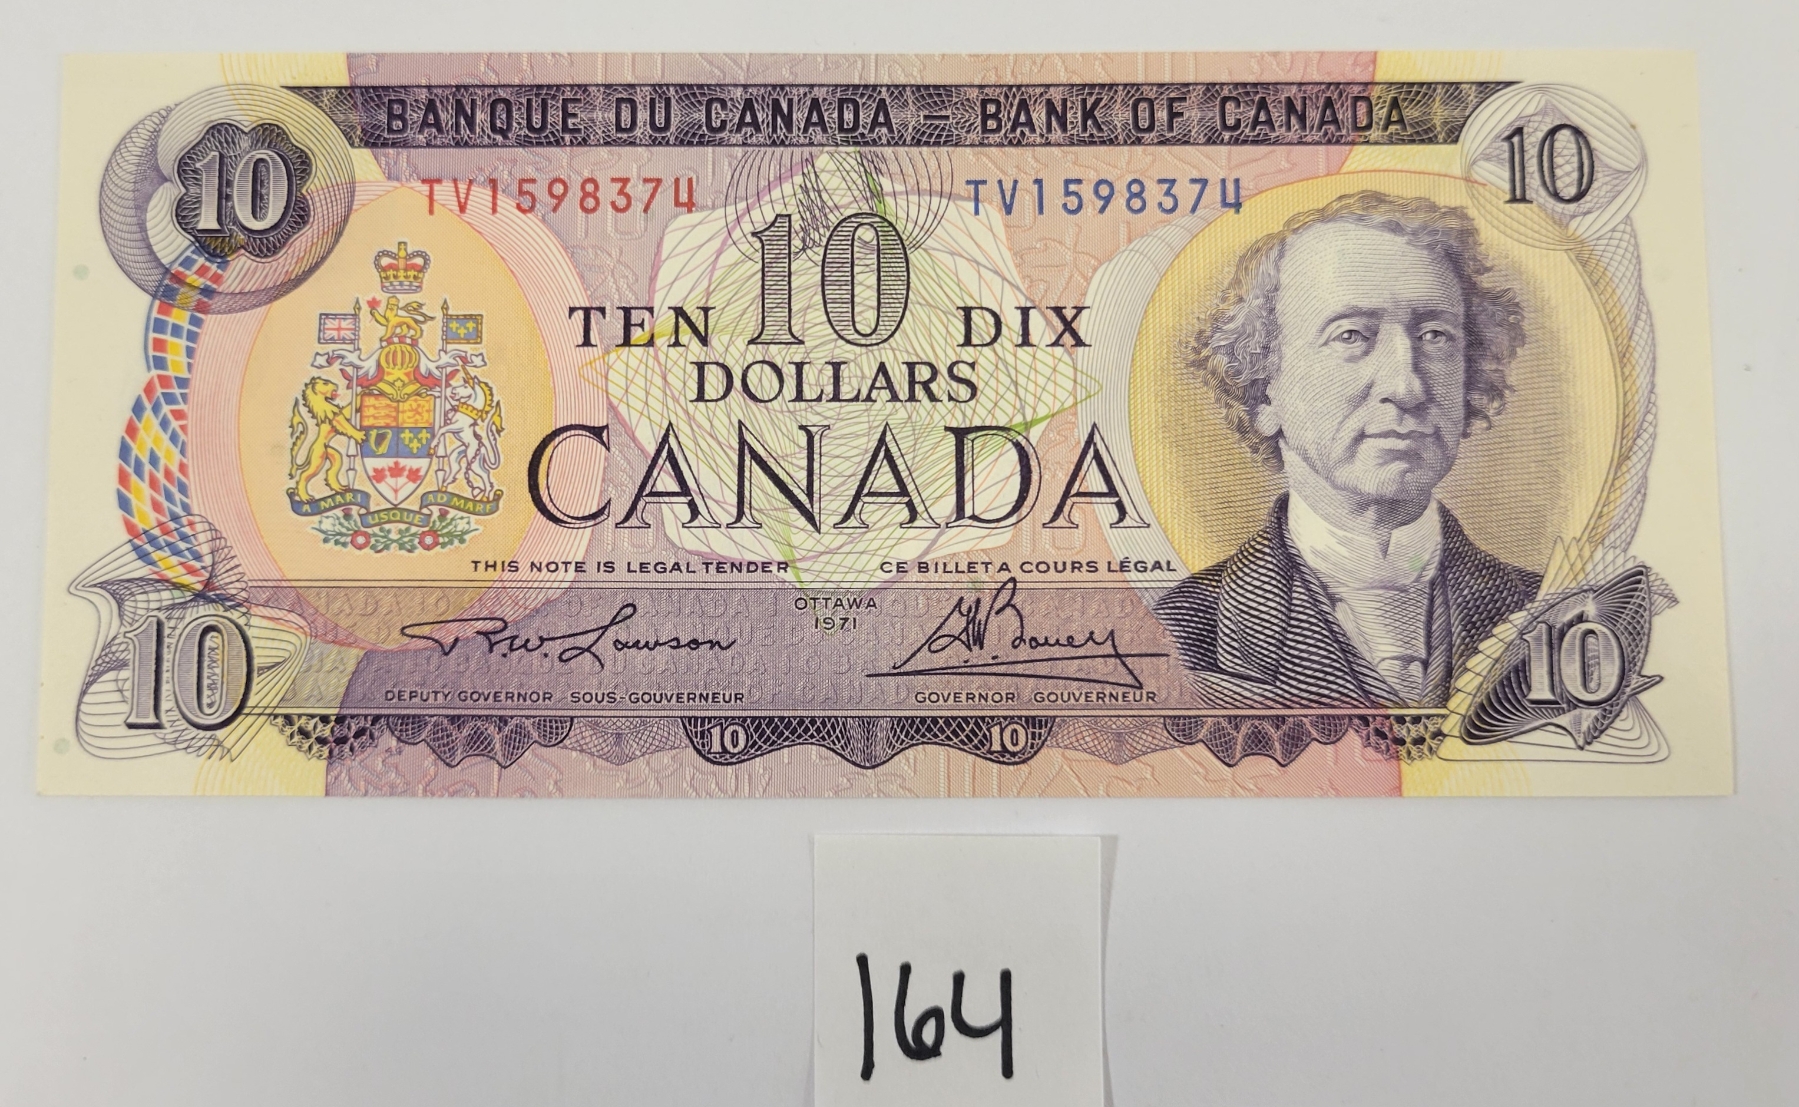 BANQUE DU CANADA — BANK OF CANADA
10
10
TV1598374
TV1598374
10
TEN DIX
DOLLARS
CANADA
A MARI USQUE AD MARE
THIS NOTE IS LEGAL TENDER
CE BILLET A COURS LÉGAL
OTTAWA
1971
R.W. Lawson
G.K. Bouey
DEPUTY GOVERNOR SOUS-GOUVERNEUR
GOVERNOR GOUVERNEUR
10
10
10
10
164